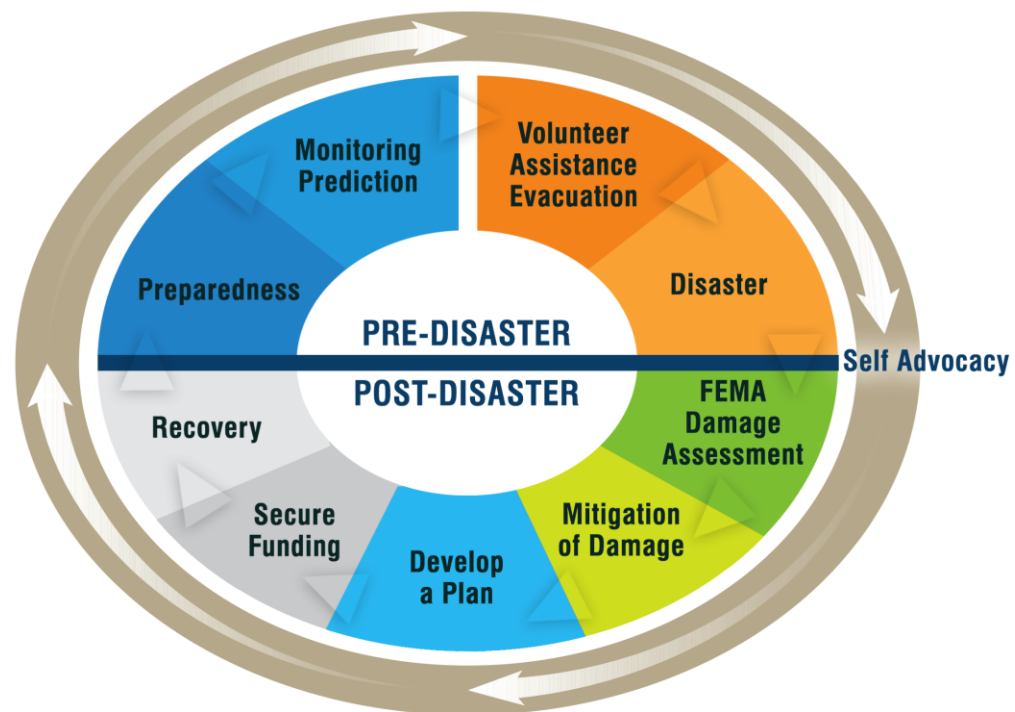 Monitoring
Prediction
Volunteer
Assistance
Evacuation
Preparedness
Disaster
PRE-DISASTER
Self Advocacy
POST-DISASTER
FEMA
Damage
Assessment
Recovery
Secure
Funding
Mitigation
of Damage
Develop
a Plan